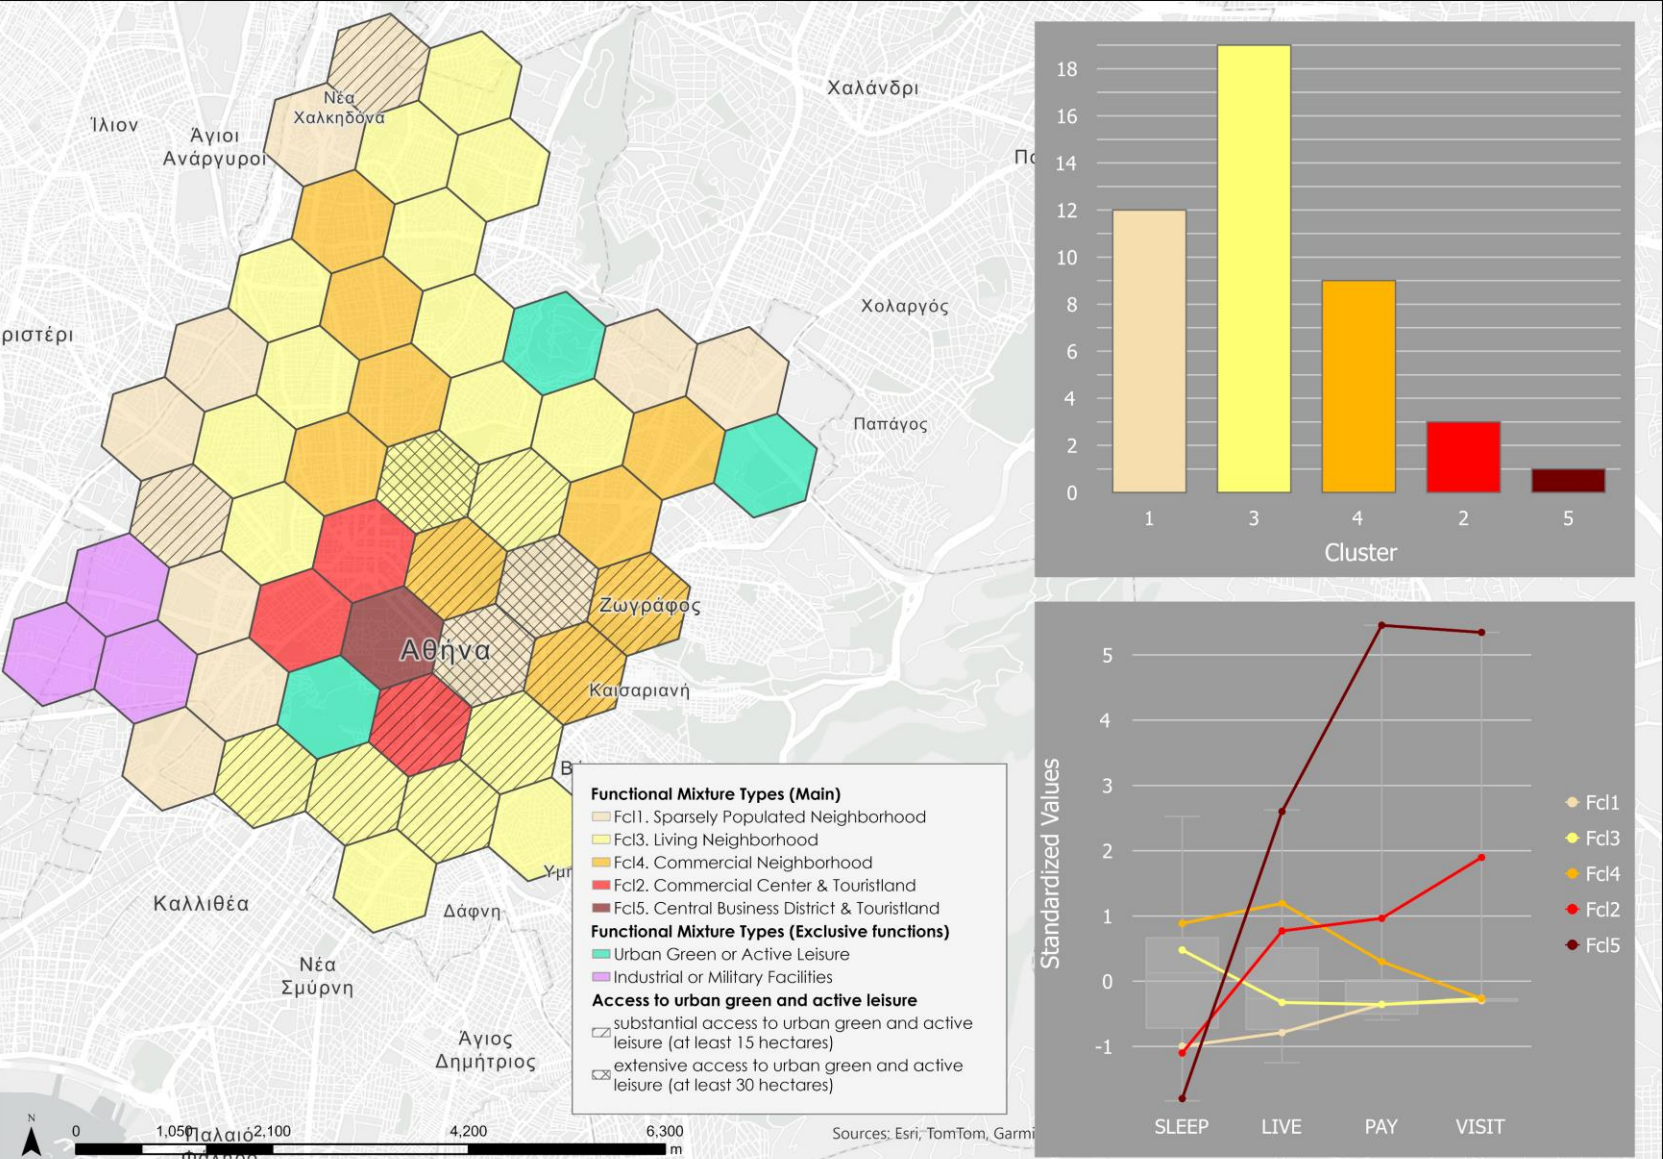 Νέα
Χαλκηδόνα
Ίλιον
Άγιοι
Ανάργυροι
Χαλάνδρι
Χολαργός
ριστέρι
Παπάγος
Ζωγράφος
Αθήνα
Καισαριανή
Υμη
Καλλιθέα
Δάφνη
Νέα
Σμύρνη
Άγιος
Δημήτριος
Παλαιό
Φάληρο
Functional Mixture Types (Main)
Fcl1. Sparsely Populated Neighborhood
Fcl3. Living Neighborhood
Fcl4. Commercial Neighborhood
Fcl2. Commercial Center & Touristland
Fcl5. Central Business District & Touristland
Functional Mixture Types (Exclusive functions)
Urban Green or Active Leisure
Industrial or Military Facilities
Access to urban green and active leisure
substantial access to urban green and active
leisure (at least 15 hectares)
extensive access to urban green and active
leisure (at least 30 hectares)
N
0 1,050 2,100 4,200 6,300
m
Sources: Esri, TomTom, Garmi
18
16
14
12
10
8
6
4
2
0
1 3 4 2 5
Cluster
Standardized Values
5
4
3
2
1
0
-1
SLEEP LIVE PAY VISIT
Fcl1
Fcl3
Fcl4
Fcl2
Fcl5